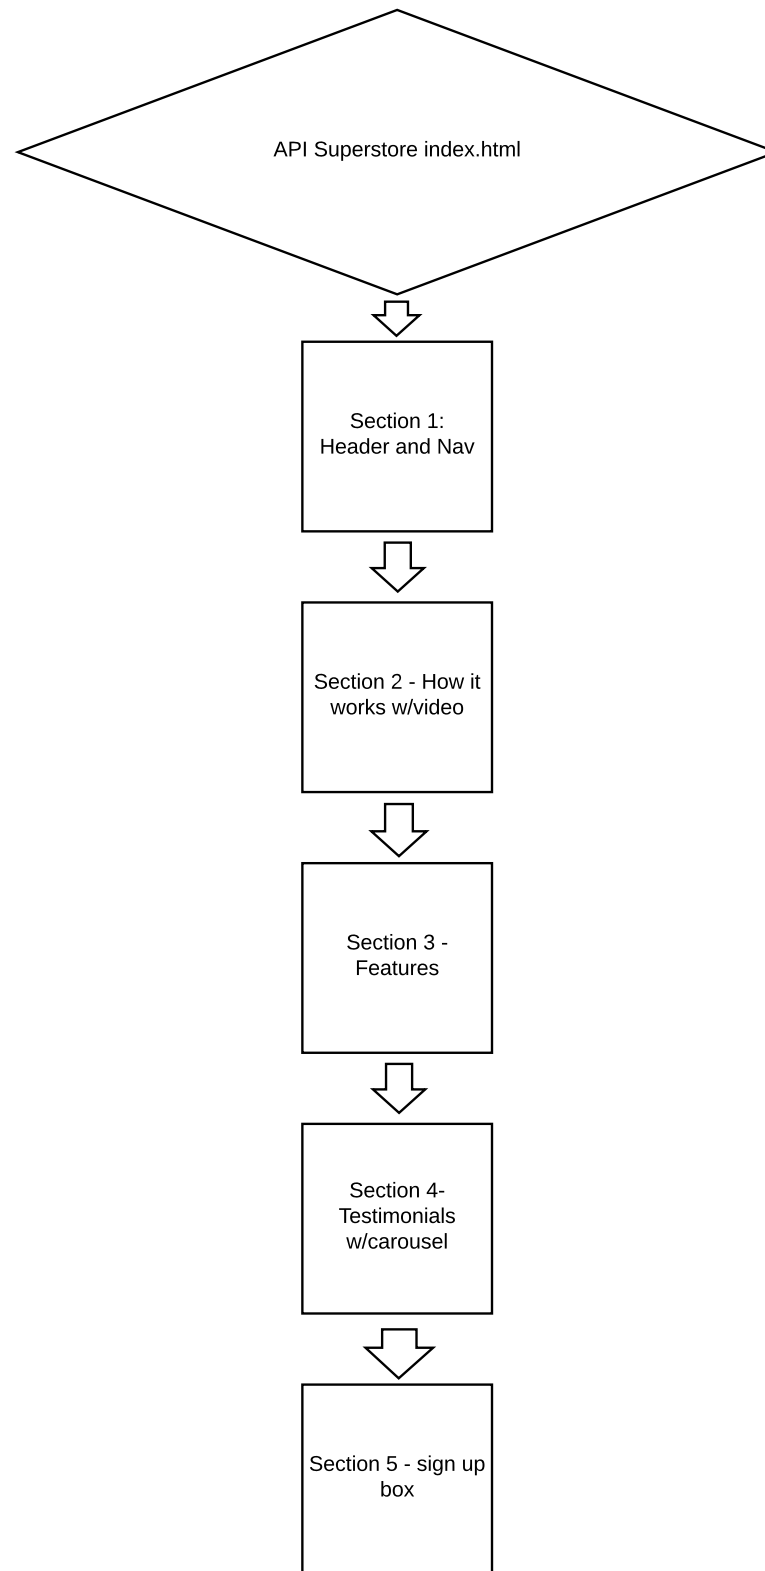 API Superstore index.html
Section 1:
Header and Nav
Section 2 - How it
works w/video
Section 3 -
Features
Section 4-
Testimonials
w/carousel
Section 5 - sign up
box